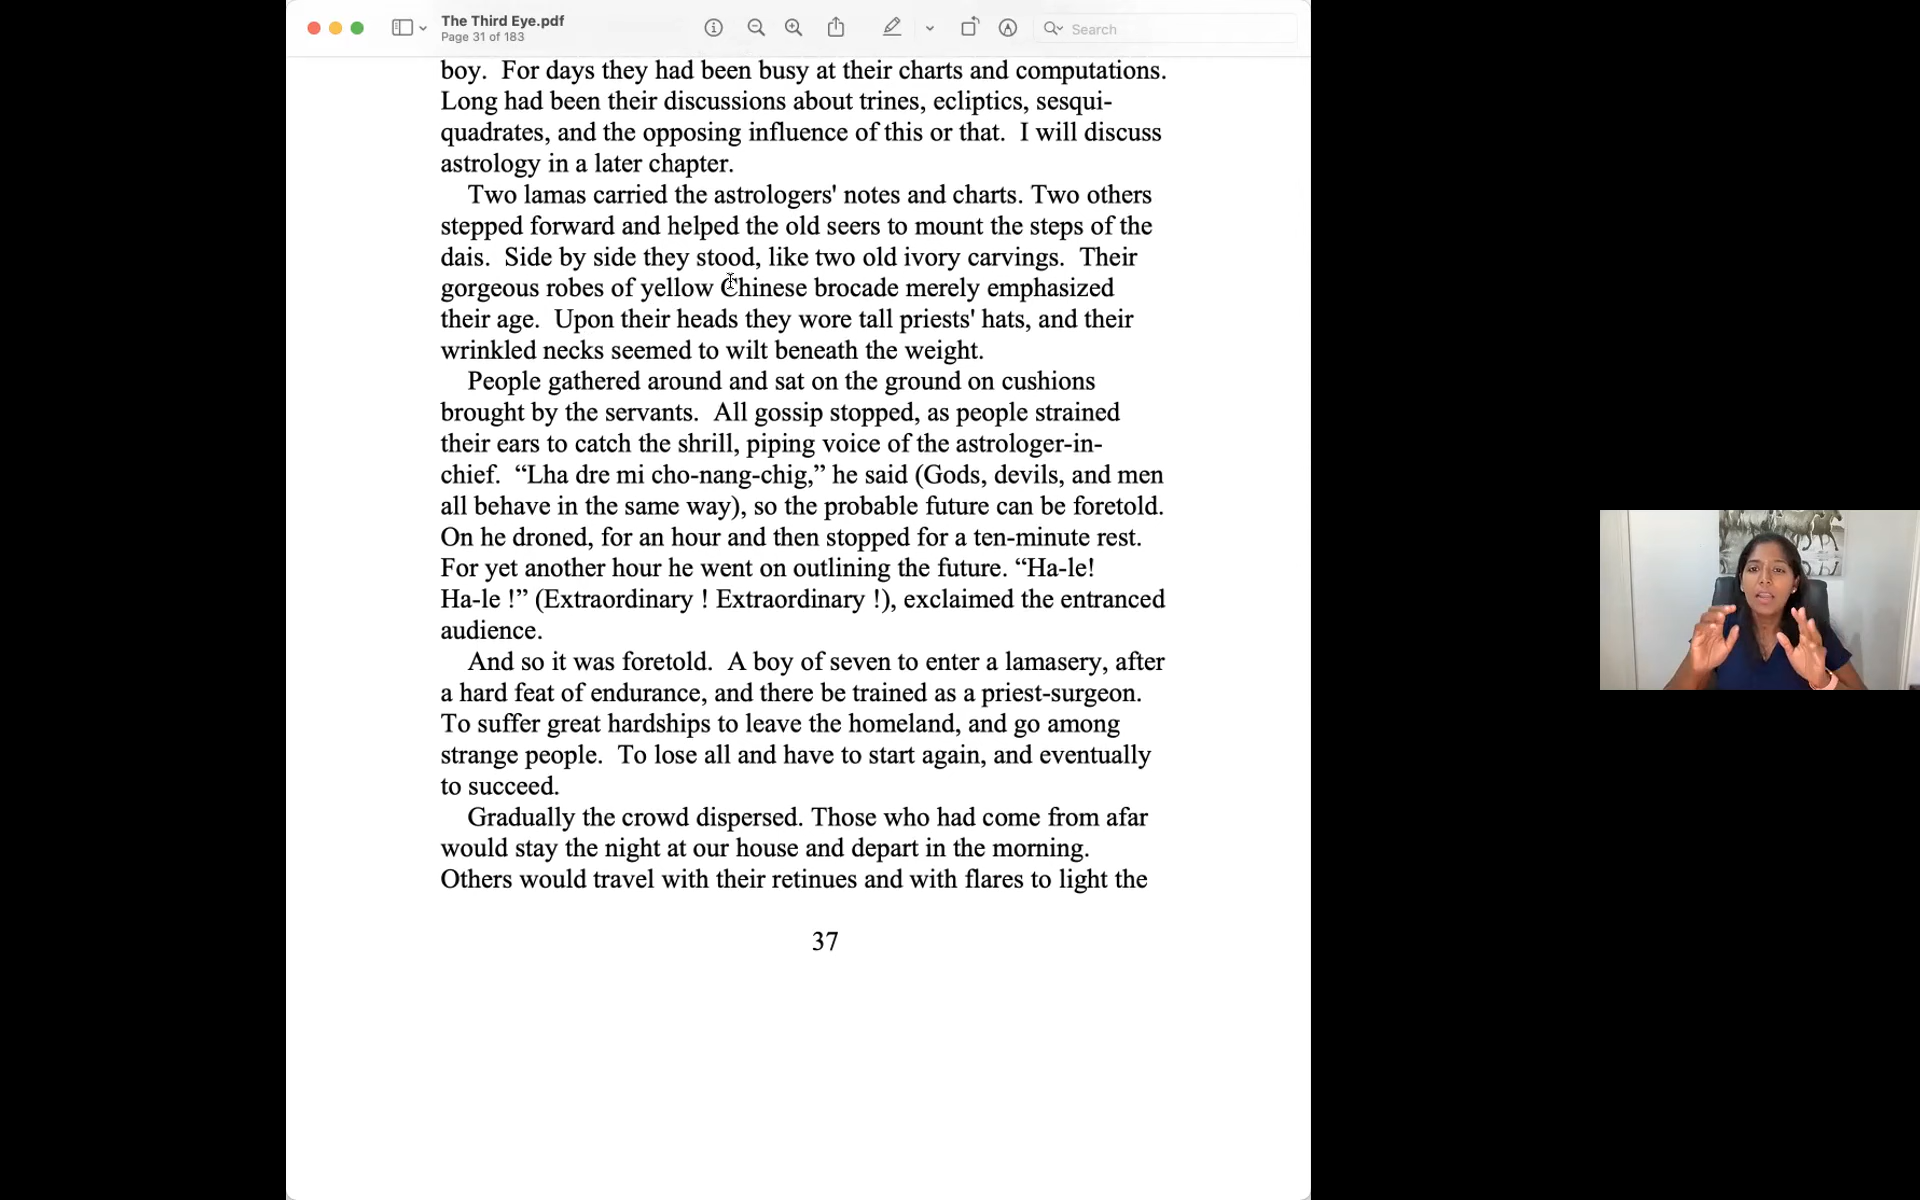 The Third Eye.pdf
Page 31 of 183
Search
boy.  For days they had been busy at their charts and computations.
Long had been their discussions about trines, ecliptics, sesqui-
quadrates, and the opposing influence of this or that.  I will discuss
astrology in a later chapter.
Two lamas carried the astrologers' notes and charts. Two others
stepped forward and helped the old seers to mount the steps of the
dais.  Side by side they stood, like two old ivory carvings.  Their
gorgeous robes of yellow Chinese brocade merely emphasized
their age.  Upon their heads they wore tall priests' hats, and their
wrinkled necks seemed to wilt beneath the weight.
People gathered around and sat on the ground on cushions
brought by the servants.  All gossip stopped, as people strained
their ears to catch the shrill, piping voice of the astrologer-in-
chief.  “Lha dre mi cho-nang-chig,” he said (Gods, devils, and men
all behave in the same way), so the probable future can be foretold.
On he droned, for an hour and then stopped for a ten-minute rest.
For yet another hour he went on outlining the future. “Ha-le!
Ha-le !” (Extraordinary ! Extraordinary !), exclaimed the entranced
audience.
And so it was foretold.  A boy of seven to enter a lamasery, after
a hard feat of endurance, and there be trained as a priest-surgeon.
To suffer great hardships to leave the homeland, and go among
strange people.  To lose all and have to start again, and eventually
to succeed.
Gradually the crowd dispersed. Those who had come from afar
would stay the night at our house and depart in the morning.
Others would travel with their retinues and with flares to light the
37